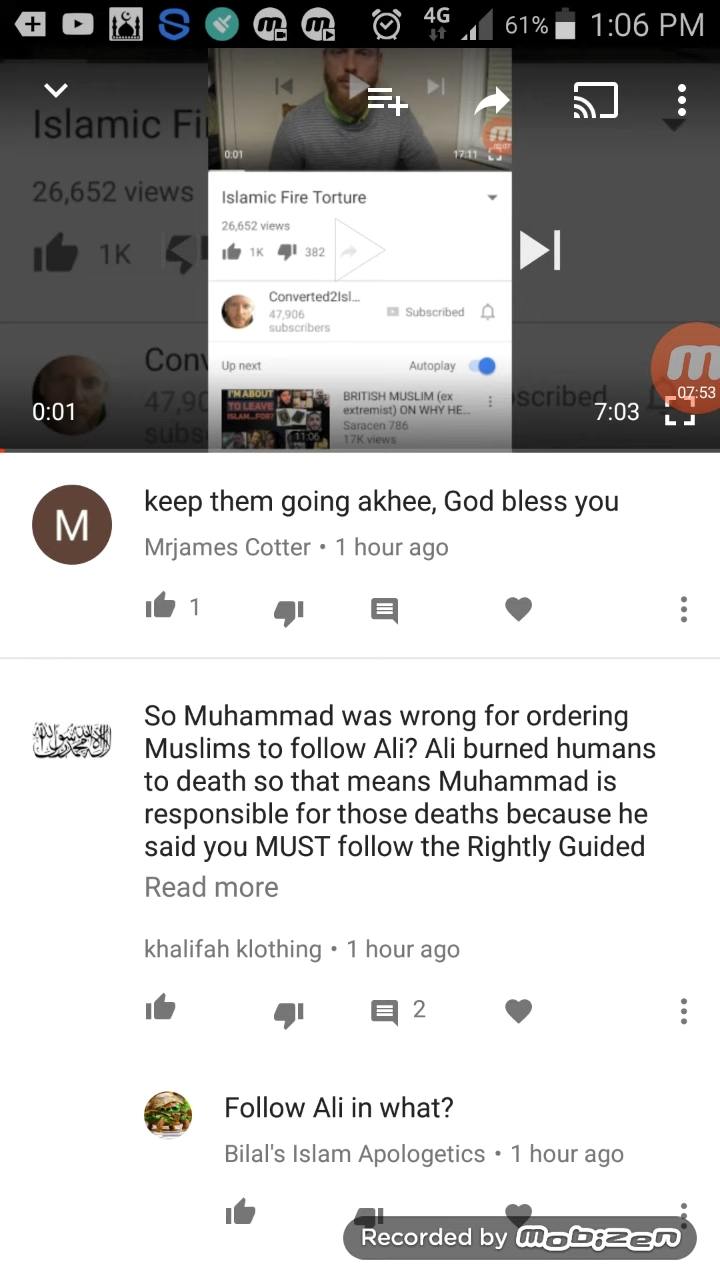 4G
61%
1:06 PM
Islamic Fi
26,652 views
1K
Conv
47,90
subs
scribed
0:01
7:03
07:53
0:01
17:11
Islamic Fire Torture
26,652 views
1K
382
Converted2Isl...
47,906
subscribers
Subscribed
Up next
Autoplay
I'M ABOUT
TO LEAVE
ISLAM...FOR?
11:06
BRITISH MUSLIM (ex
extremist) ON WHY HE...
Saracen 786
17K views
M
keep them going akhee, God bless you
Mrjames Cotter • 1 hour ago
1
So Muhammad was wrong for ordering
Muslims to follow Ali? Ali burned humans
to death so that means Muhammad is
responsible for those deaths because he
said you MUST follow the Rightly Guided
Read more
khalifah klothing • 1 hour ago
2
Follow Ali in what?
Bilal's Islam Apologetics • 1 hour ago
Recorded by mobizen